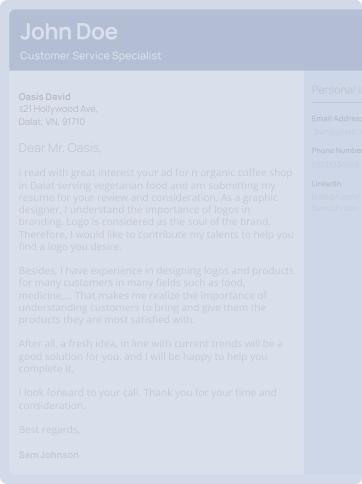 John Doe
Customer Service Specialist
Oasis David
121 Hollywood Ave,
Dalat, VN, 91710
Dear Mr. Oasis,
I read with great interest your ad for n organic coffee shop
in Dalat serving vegetarian food and am submitting my
resume for your review and consideration. As a graphic
designer, I understand the importance of logos in
branding. Logo is considered as the soul of the brand.
Therefore, I would like to contribute my talents to help you
find a logo you desire.
Besides, I have experience in designing logos and products
for many customers in many fields such as food,
medicine,... That makes me realize the importance of
understanding customers to bring and give them the
products they are most satisfied with.
After all, a fresh idea, in line with current trends will be a
good solution for you, and I will be happy to help you
complete it.
I look forward to your call. Thank you for your time and
consideration.
Best regards,
Sam Johnson
Personal
Email Address
Phone Number
LinkedIn